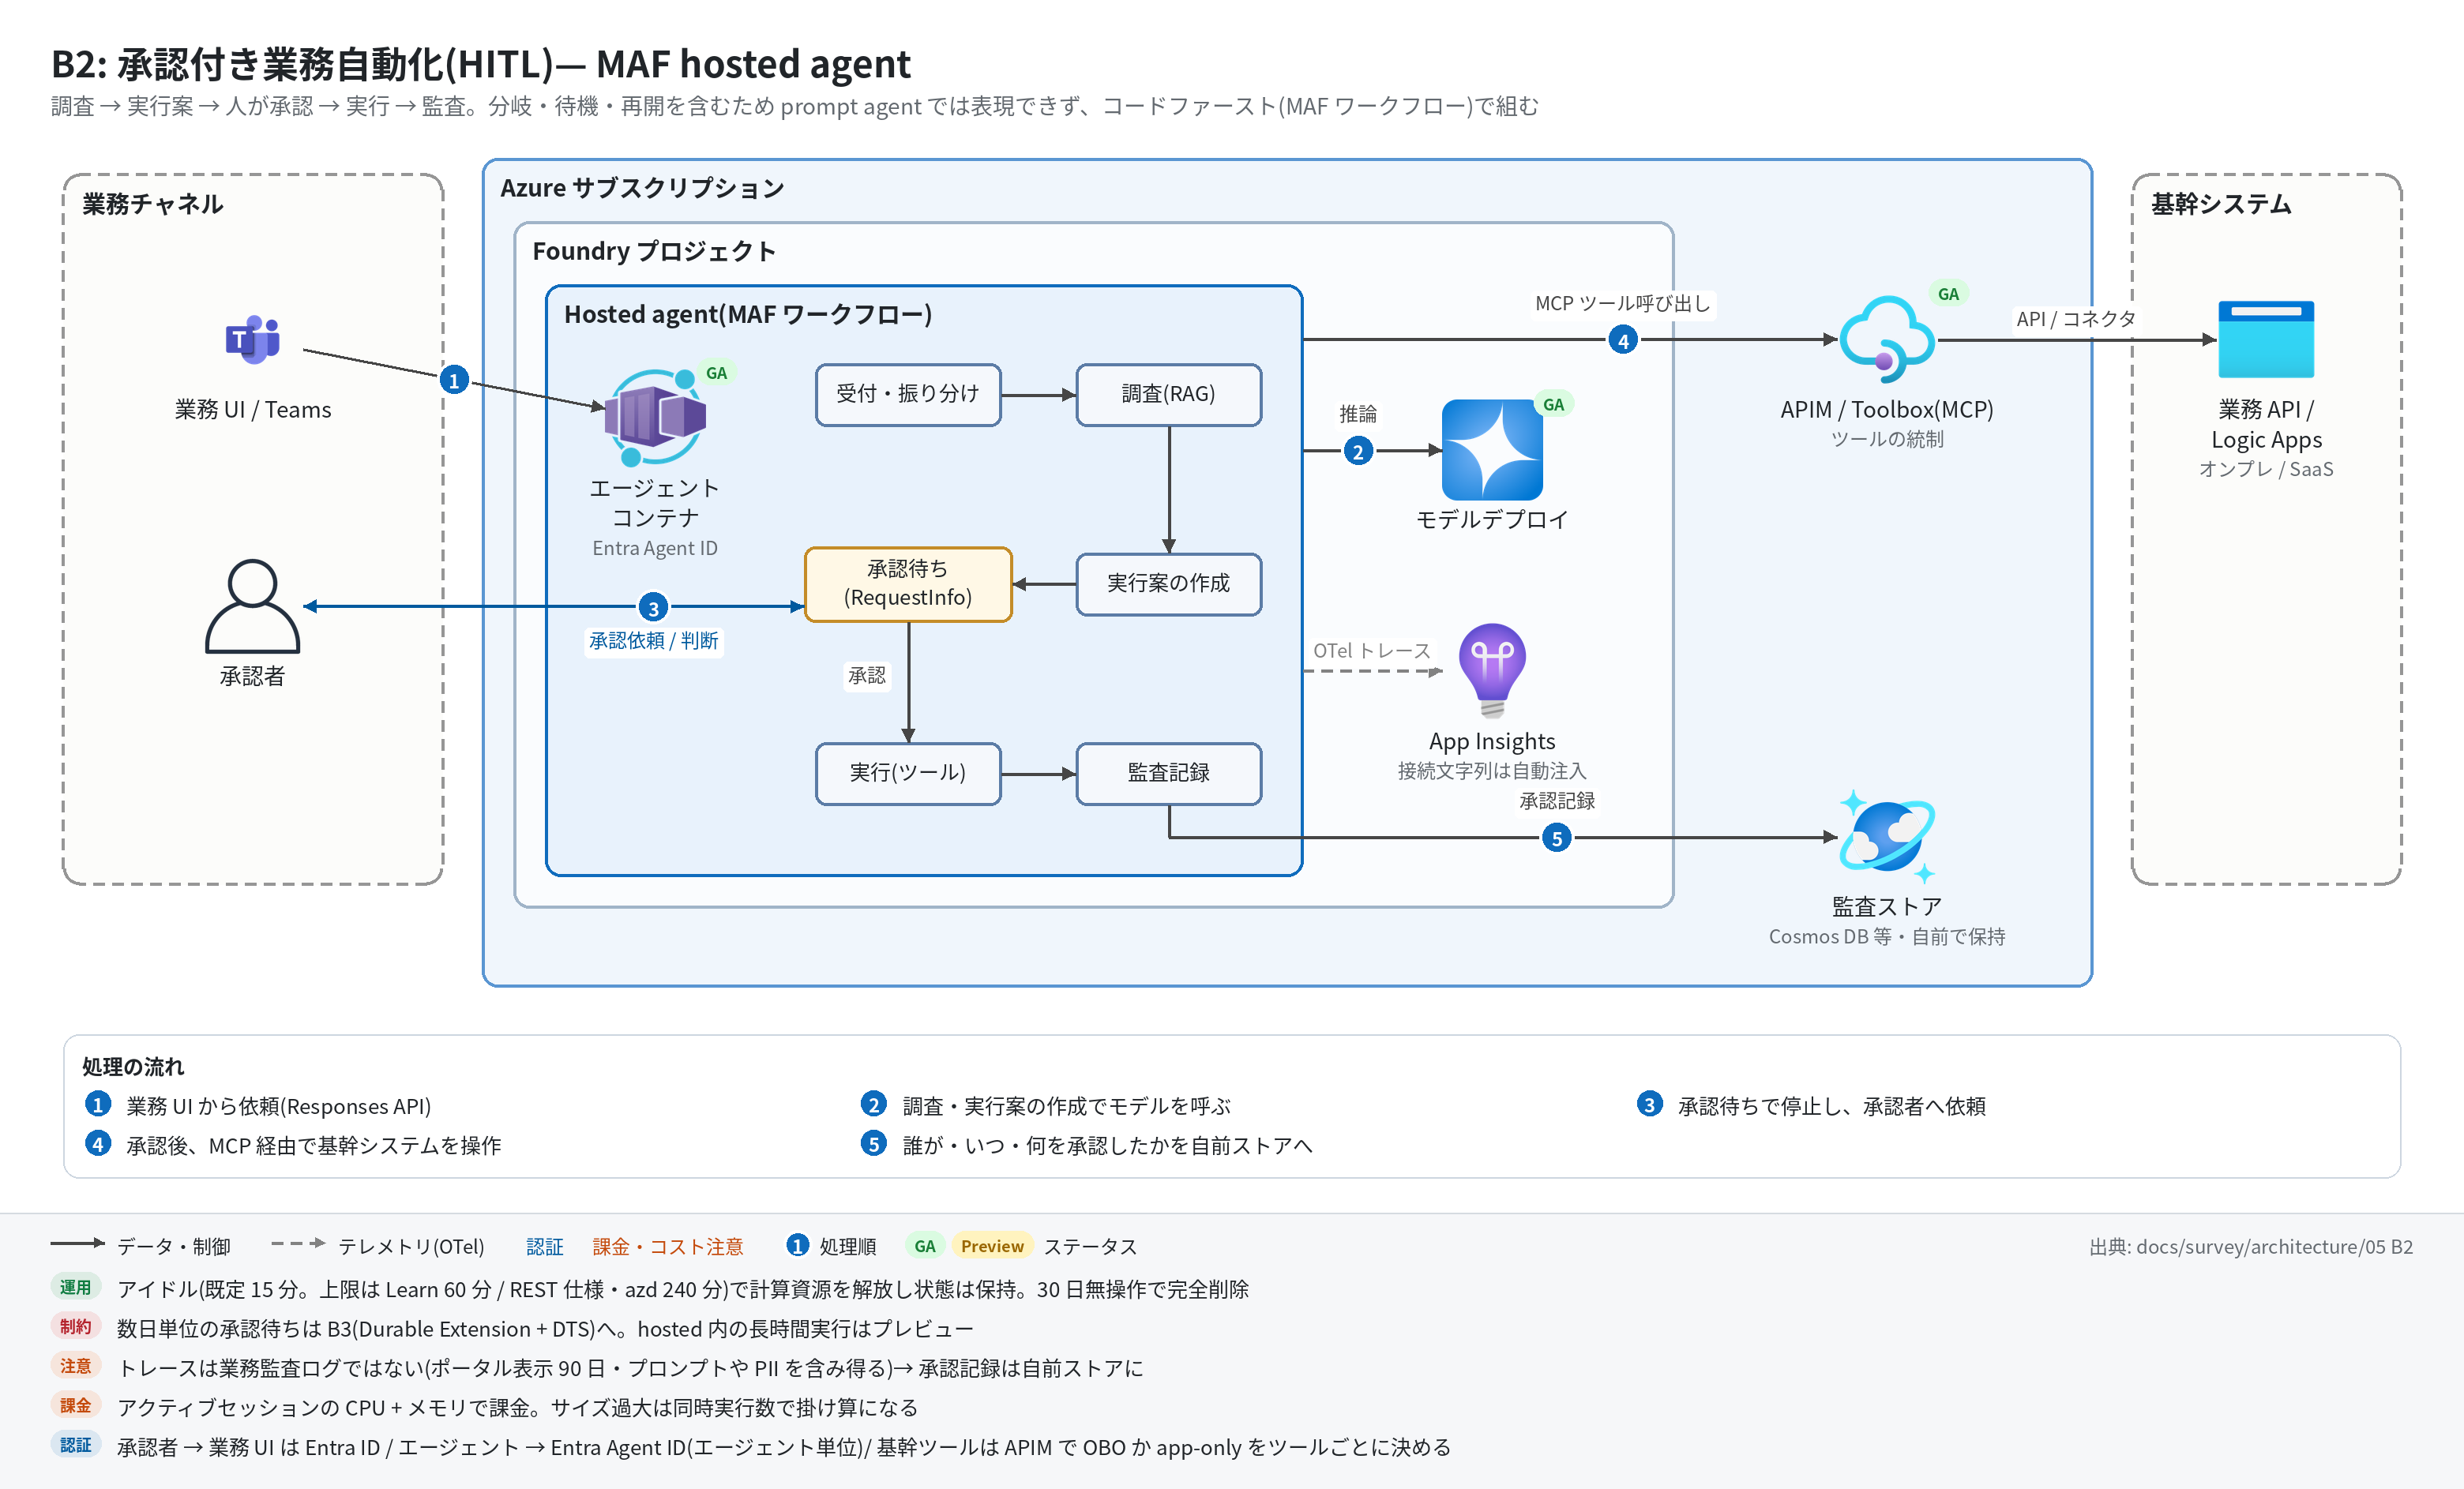 B2: 承認付き業務自動化(HITL)— MAF hosted agent
調査 → 実行案 → 人が承認 → 実行 → 監査。分岐・待機・再開を含むため prompt agent では表現できず、コードファースト(MAF ワークフロー)で組む
業務チャネル
業務 UI / Teams
承認者
1
Azure サブスクリプション
Foundry プロジェクト
Hosted agent(MAF ワークフロー)
GA
エージェント
コンテナ
Entra Agent ID
受付・振り分け
調査(RAG)
承認待ち
(RequestInfo)
実行案の作成
3
承認依頼 / 判断
承認
実行(ツール)
監査記録
MCP ツール呼び出し
4
推論
2
GA
モデルデプロイ
OTel トレース
App Insights
接続文字列は自動注入
承認記録
5
GA
APIM / Toolbox(MCP)
ツールの統制
監査ストア
Cosmos DB 等・自前で保持
API / コネクタ
基幹システム
業務 API /
Logic Apps
オンプレ / SaaS
処理の流れ
1 業務 UI から依頼(Responses API)
2 調査・実行案の作成でモデルを呼ぶ
3 承認待ちで停止し、承認者へ依頼
4 承認後、MCP 経由で基幹システムを操作
5 誰が・いつ・何を承認したかを自前ストアへ
データ・制御 テレメトリ(OTel) 認証 課金・コスト注意 1 処理順 GA Preview ステータス
出典: docs/survey/architecture/05 B2
運用 アイドル(既定 15 分。上限は Learn 60 分 / REST 仕様・azd 240 分)で計算資源を解放し状態は保持。30 日無操作で完全削除
制約 数日単位の承認待ちは B3(Durable Extension + DTS)へ。hosted 内の長時間実行はプレビュー
注意 トレースは業務監査ログではない(ポータル表示 90 日・プロンプトや PII を含み得る)→ 承認記録は自前ストアに
課金 アクティブセッションの CPU + メモリで課金。サイズ過大は同時実行数で掛け算になる
認証 承認者 → 業務 UI は Entra ID / エージェント → Entra Agent ID(エージェント単位)/ 基幹ツールは APIM で OBO か app-only をツールごとに決める